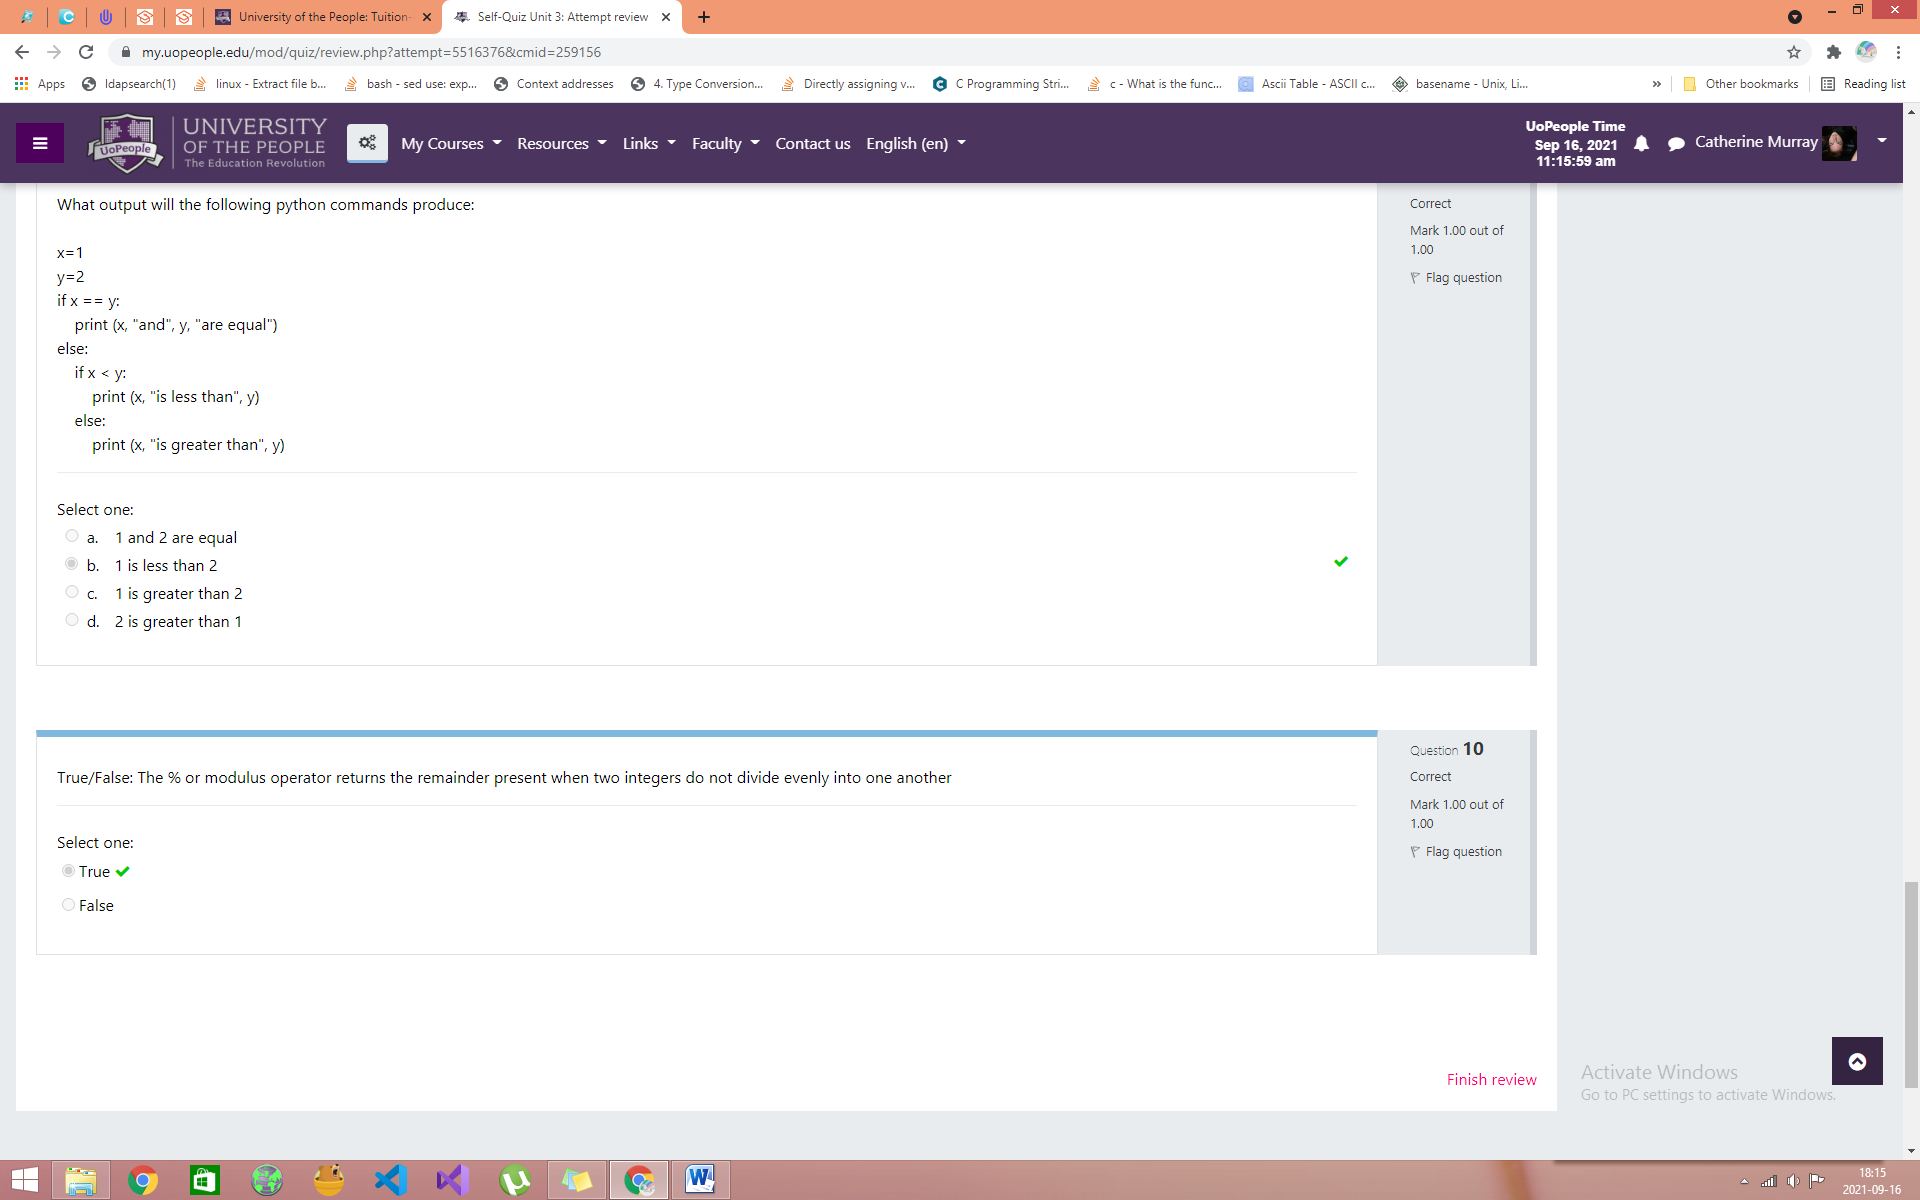 University of the People: Tuition-
Self-Quiz Unit 3: Attempt review
my.uopeople.edu/mod/quiz/review.php?attempt=5516376&cmid=259156
Apps
ldapsearch(1)
linux - Extract file b...
bash - sed use: exp...
Context addresses
4. Type Conversion...
Directly assigning v...
C Programming Stri...
c - What is the func...
Ascii Table - ASCII c...
basename - Unix, Li...
»
Other bookmarks
Reading list
UoPeople
UNIVERSITY
OF THE PEOPLE
The Education Revolution
My Courses
Resources
Links
Faculty
Contact us
English (en)
UoPeople Time
Sep 16, 2021
11:15:59 am
Catherine Murray
What output will the following python commands produce:
x=1
y=2
if x == y:
print (x, "and", y, "are equal")
else:
if x < y:
print (x, "is less than", y)
else:
print (x, "is greater than", y)
Select one:
a. 1 and 2 are equal
b. 1 is less than 2
c. 1 is greater than 2
d. 2 is greater than 1
Correct
Mark 1.00 out of
1.00
Flag question
True/False: The % or modulus operator returns the remainder present when two integers do not divide evenly into one another
Select one:
True
False
Question 10
Correct
Mark 1.00 out of
1.00
Flag question
Finish review
Activate Windows
Go to PC settings to activate Windows.
18:15
2021-09-16